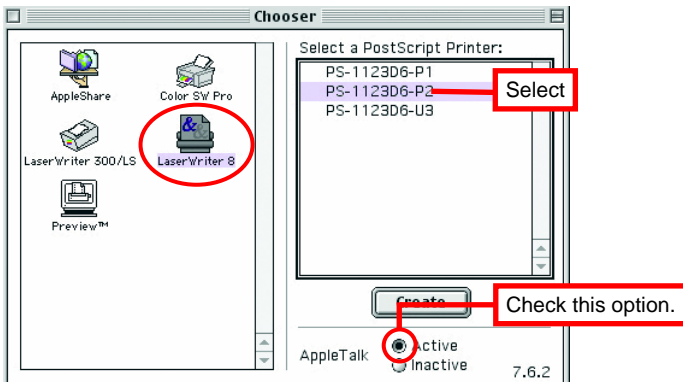 Chooser
AppleShare
Color SW Pro
LaserWriter 300/LS
LaserWriter 8
Preview™
Select a PostScript Printer:
PS-1123D6-P1
PS-1123D6-P2
PS-1123D6-U3
Select
Create
Check this option.
AppleTalk
Active
Inactive
7.6.2